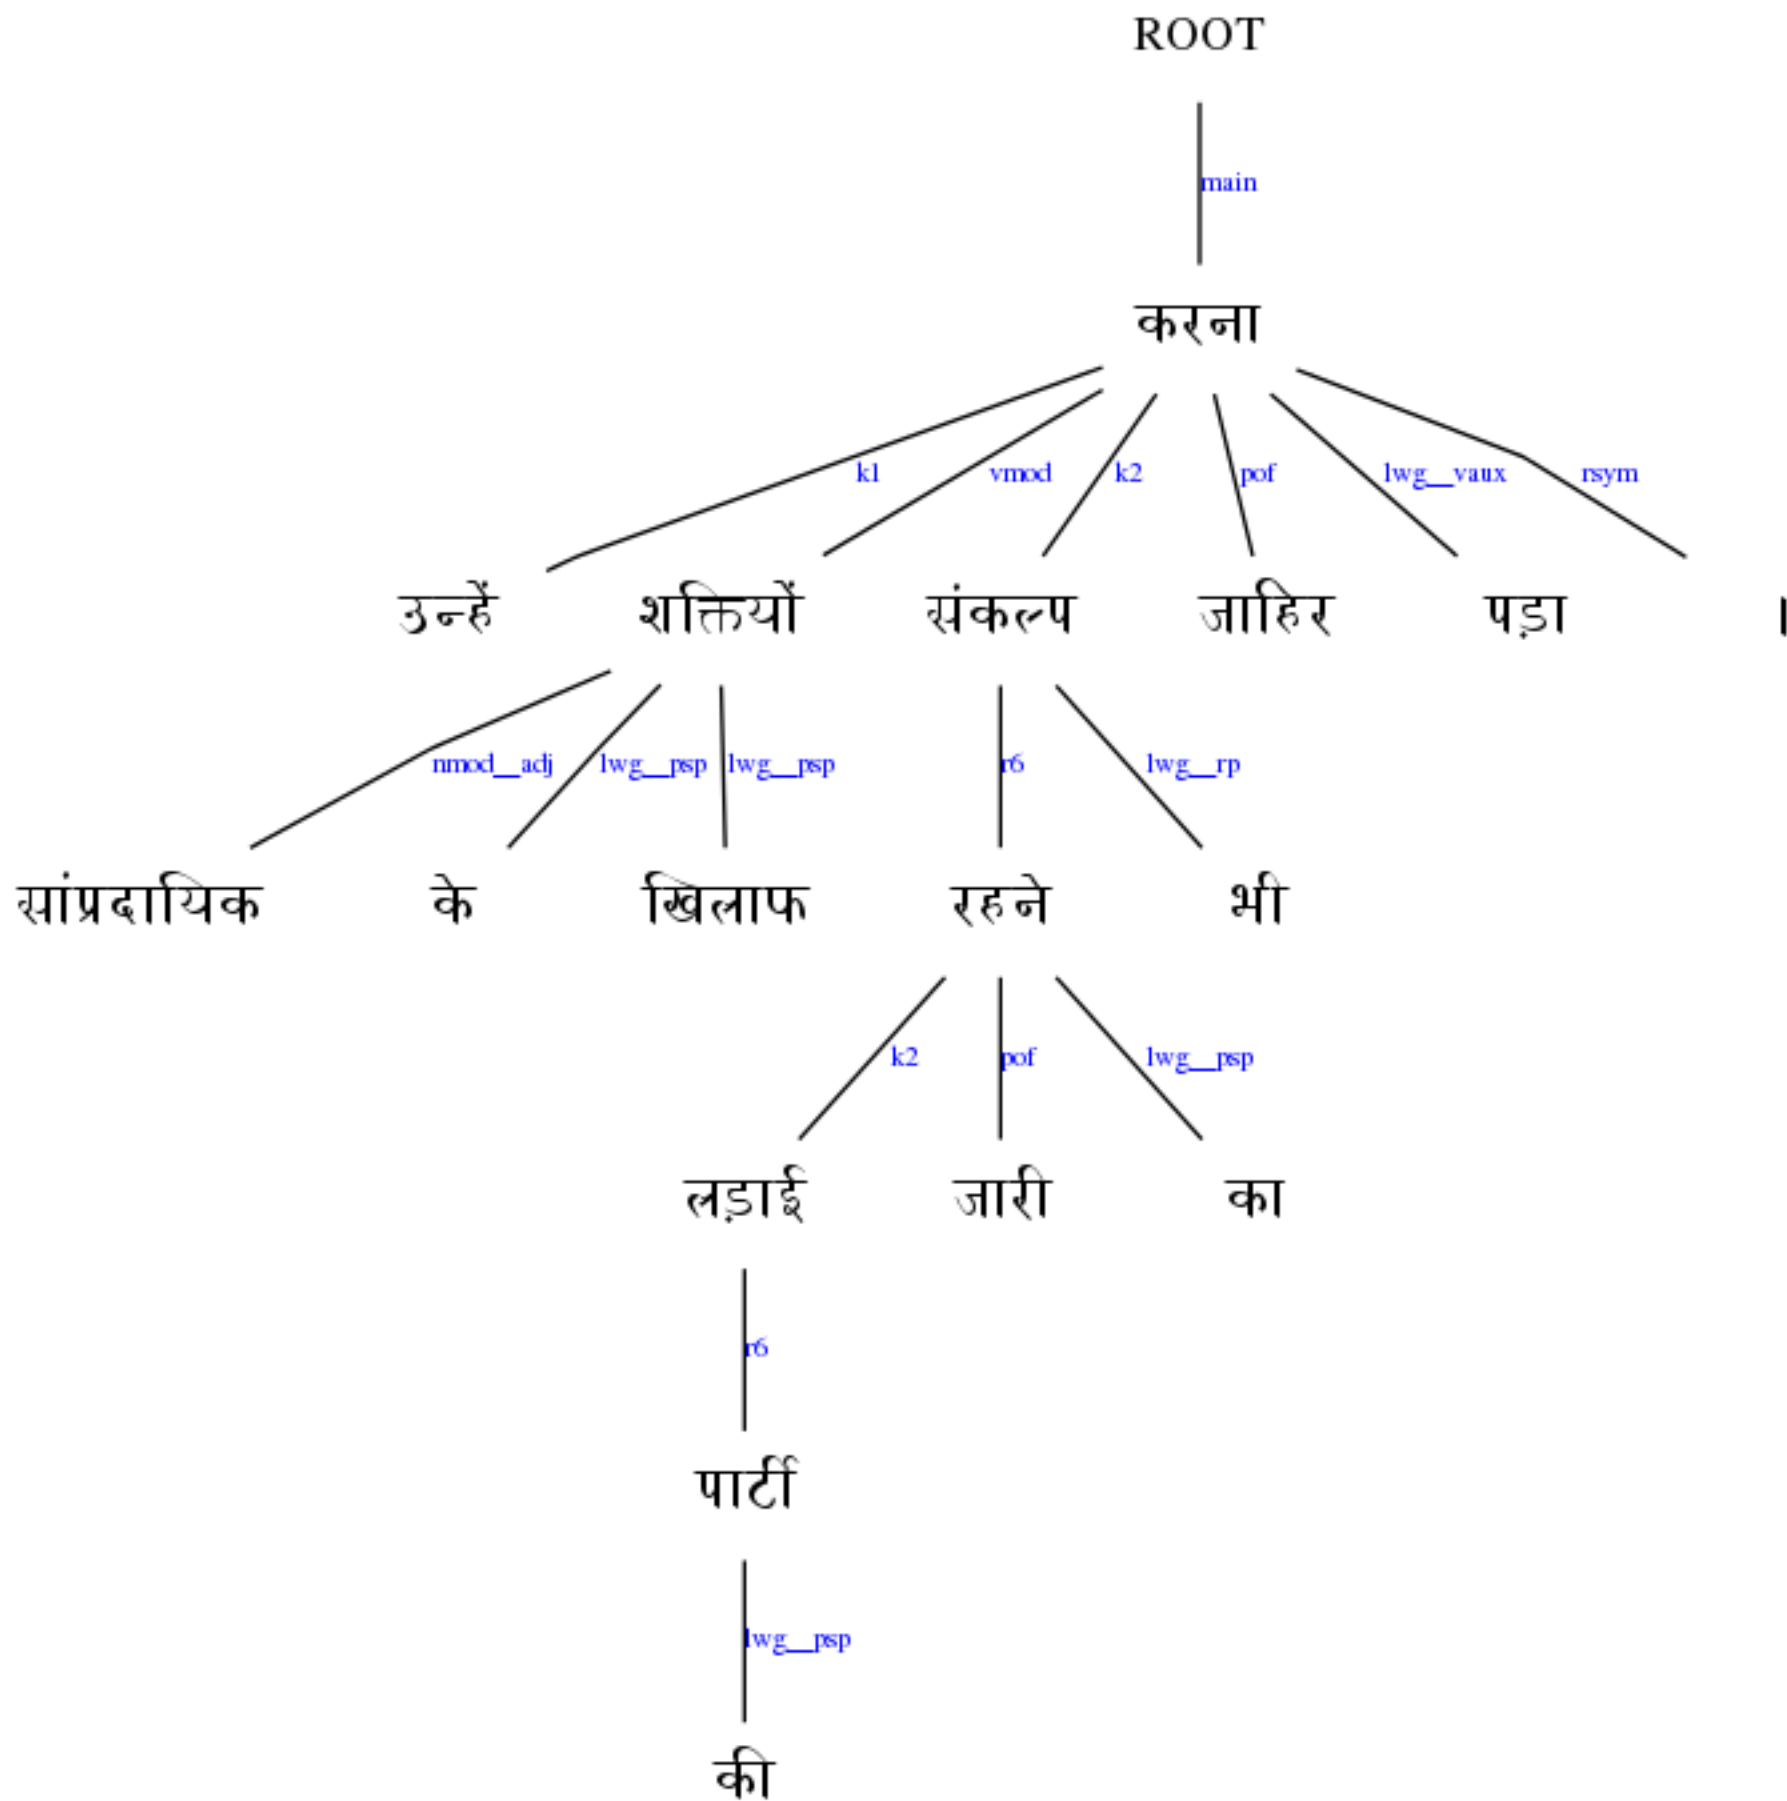 ROOT
main
करना
k1 vmod k2 pof lwg__vaux rsym
उन्हें शक्तियों संकल्प जाहिर पड़ा ।
nmod__adj lwg__psp lwg__psp r6 lwg__rp
सांप्रदायिक के खिलाफ रहने भी
k2 pof lwg__psp
लड़ाई जारी का
r6
पार्टी
lwg__psp
की